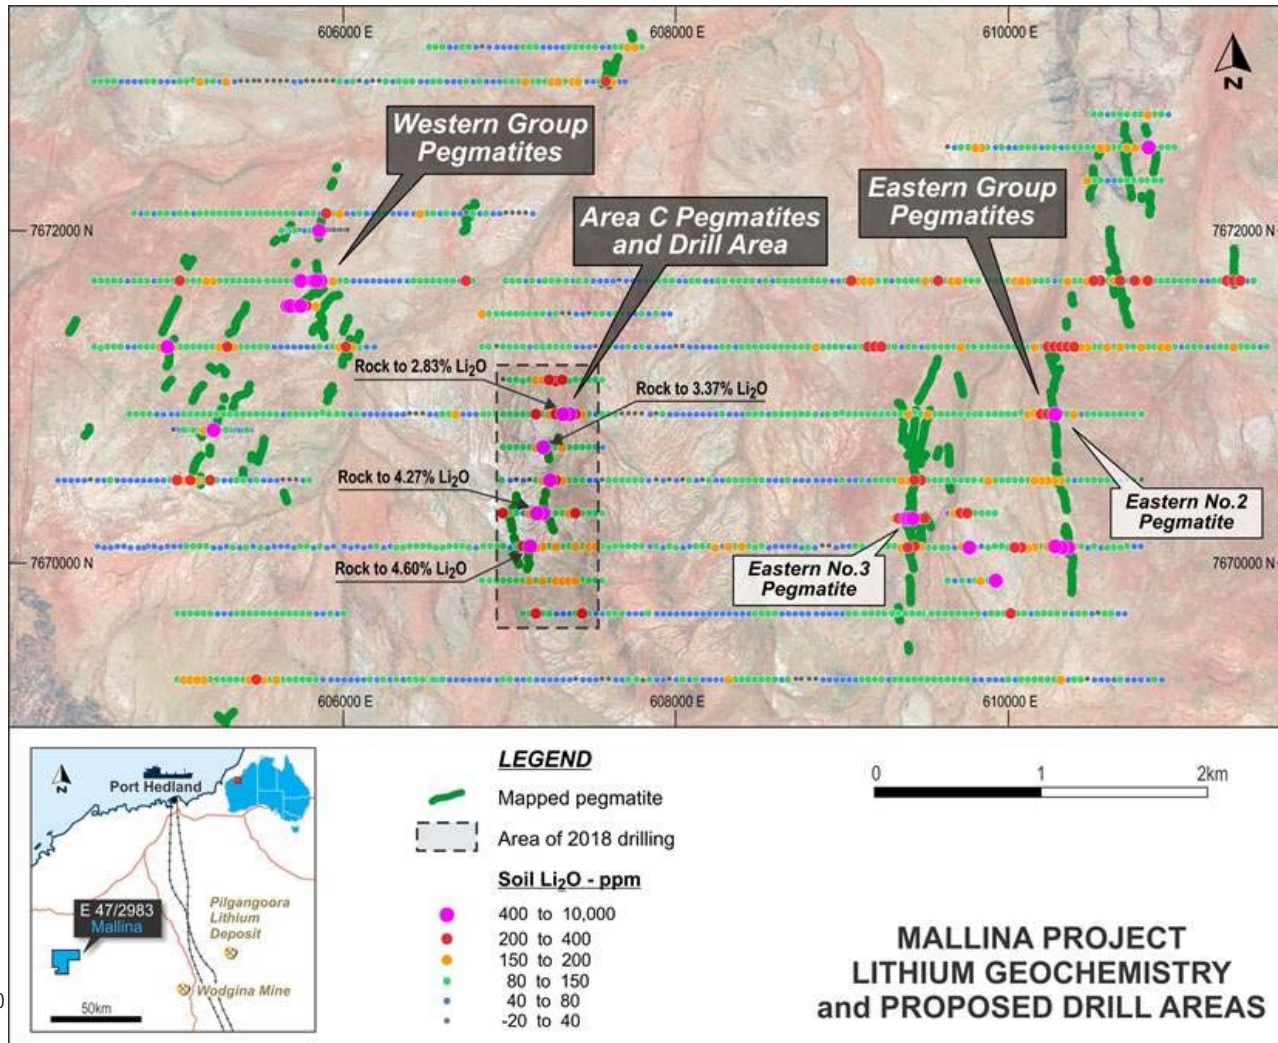 606000 E
608000 E
610000 E
N
Western Group
Pegmatites
Area C Pegmatites
and Drill Area
Eastern Group
Pegmatites
7672000 N
7672000 N
Rock to 2.83% Li₂O
Rock to 3.37% Li₂O
Rock to 4.27% Li₂O
Eastern No.2
Pegmatite
7670000 N
Rock to 4.60% Li₂O
Eastern No.3
Pegmatite
7670000 N
606000 E
608000 E
610000 E
N
Port Hedland
E 47/2983
Mallina
Pilgangoora
Lithium
Deposit
Wodgina Mine
50km
0
LEGEND
Mapped pegmatite
Area of 2018 drilling
Soil Li₂O - ppm
400 to 10,000
200 to 400
150 to 200
80 to 150
40 to 80
-20 to 40
0
1
2km
MALLINA PROJECT
LITHIUM GEOCHEMISTRY
and PROPOSED DRILL AREAS